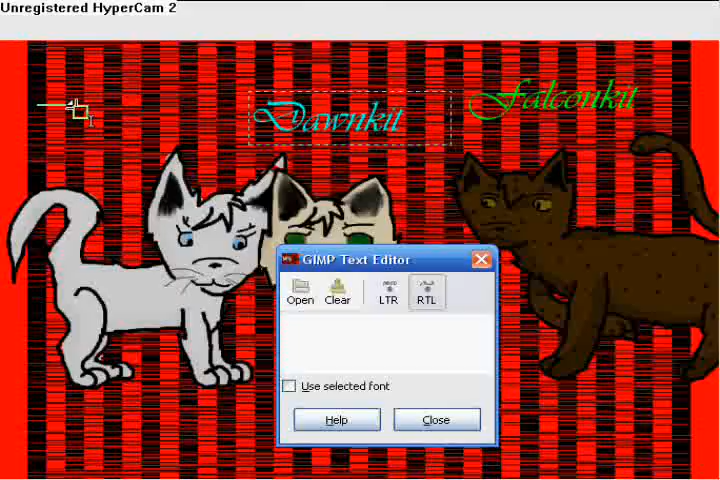 Unregistered HyperCam 2
Dawnkit
Falconkit
GIMP Text Editor
Open Clear LTR RTL
Use selected font
Help Close